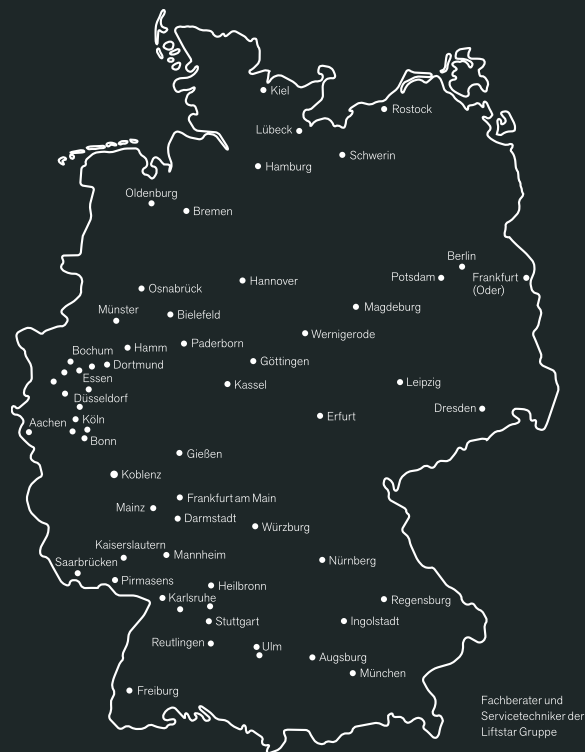 Kiel
Rostock
Lübeck
Schwerin
Hamburg
Oldenburg
Bremen
Berlin
Potsdam
Frankfurt
(Oder)
Hannover
Osnabrück
Magdeburg
Münster
Bielefeld
Wernigerode
Hamm
Paderborn
Bochum
Dortmund
Göttingen
Essen
Kassel
Leipzig
Düsseldorf
Dresden
Erfurt
Aachen
Köln
Bonn
Gießen
Koblenz
Frankfurt am Main
Mainz
Darmstadt
Würzburg
Kaiserslautern
Mannheim
Saarbrücken
Nürnberg
Pirmasens
Heilbronn
Karlsruhe
Regensburg
Stuttgart
Ingolstadt
Reutlingen
Ulm
Augsburg
München
Freiburg
Fachberater und
Servicetechniker der
Liftstar Gruppe